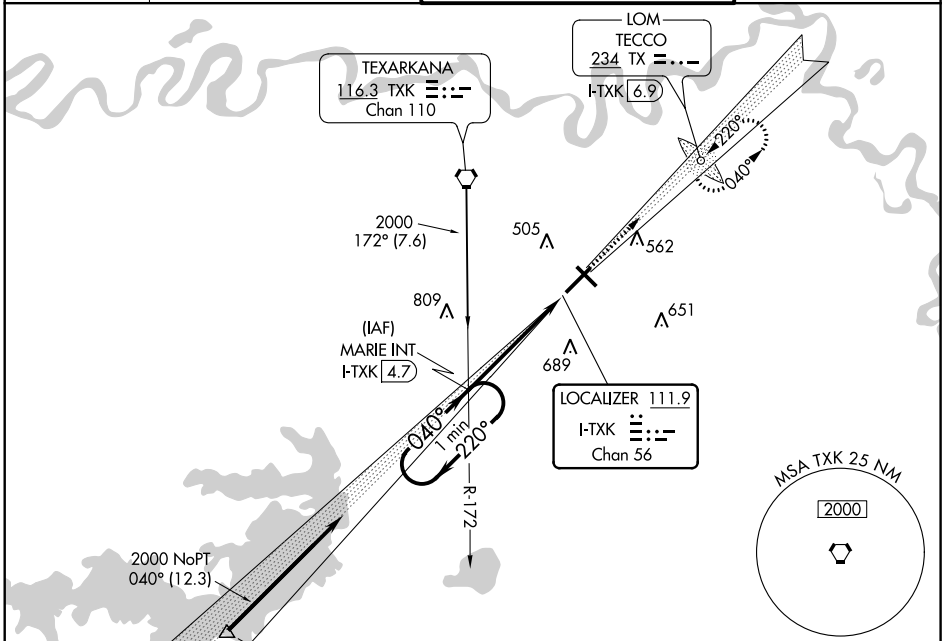 LOM
TECCO
234 TX
I-TXK 6.9
TEXARKANA
116.3 TXK
Chan 110
220°
040°
2000
172° (7.6)
505
562
809
651
(IAF)
MARIE INT
I-TXK 4.7
689
LOCALIZER 111.9
I-TXK
Chan 56
040°
1 min
220°
R-172
MSA TXK 25 NM
2000
2000 NoPT
040° (12.3)